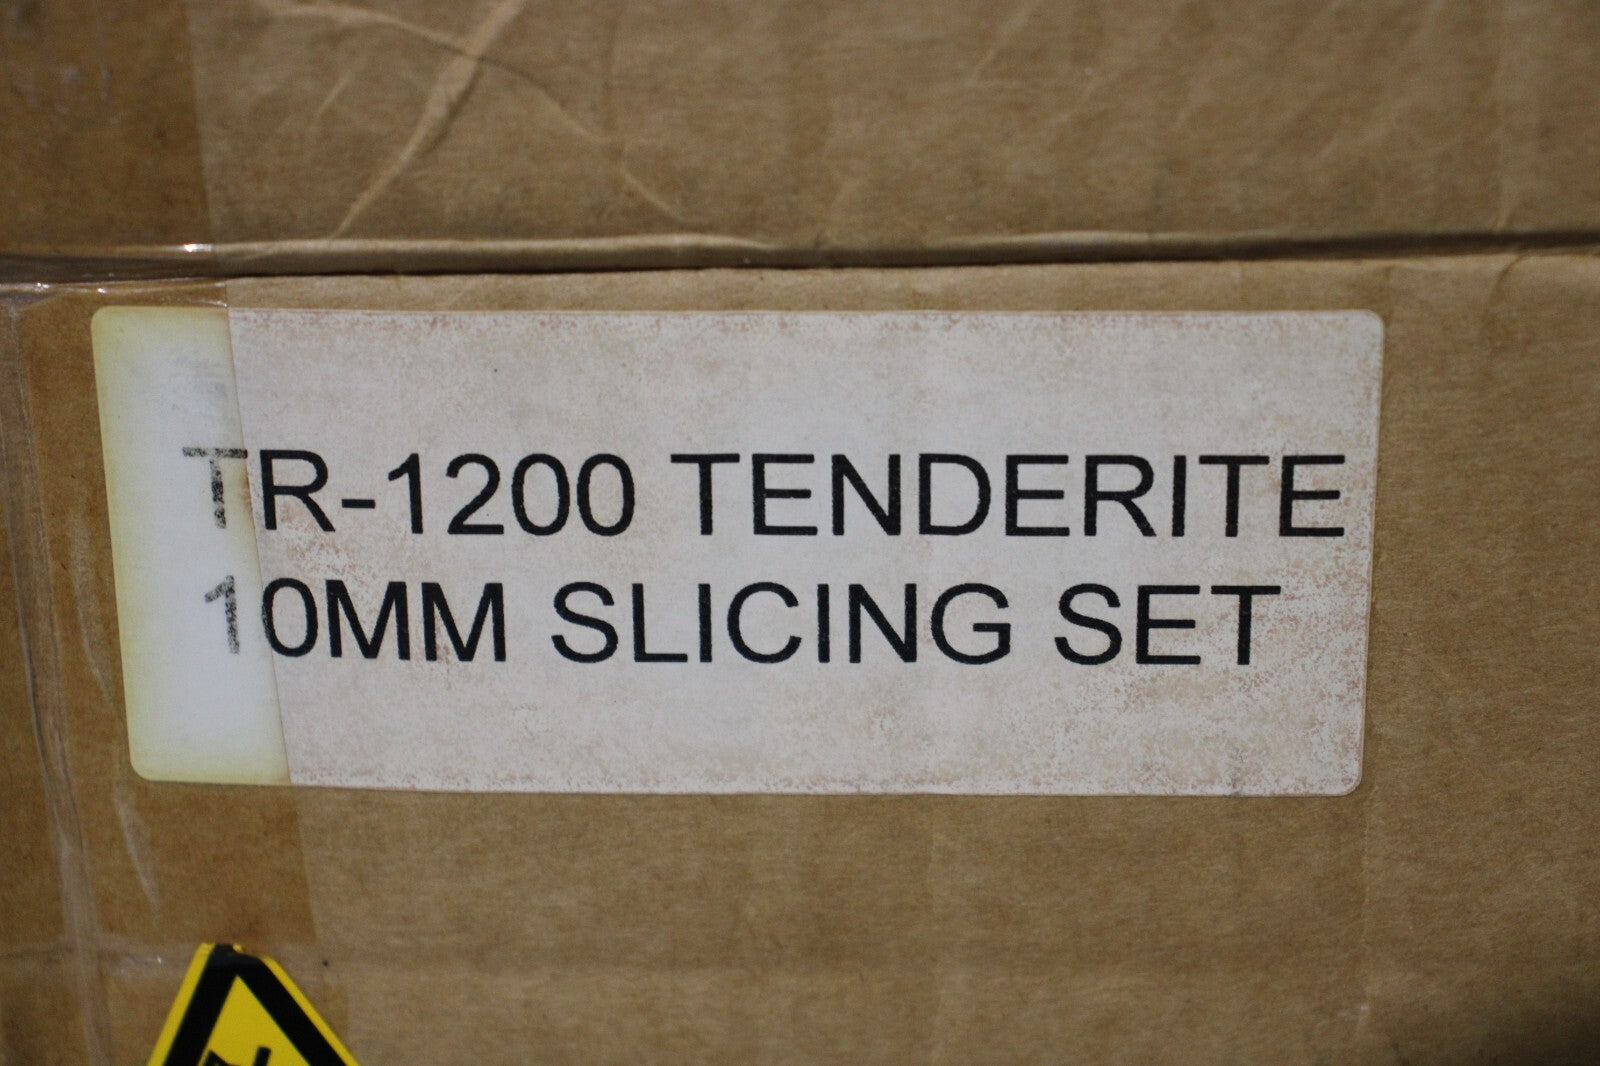 TR-1200 TENDERITE
10MM SLICING SET